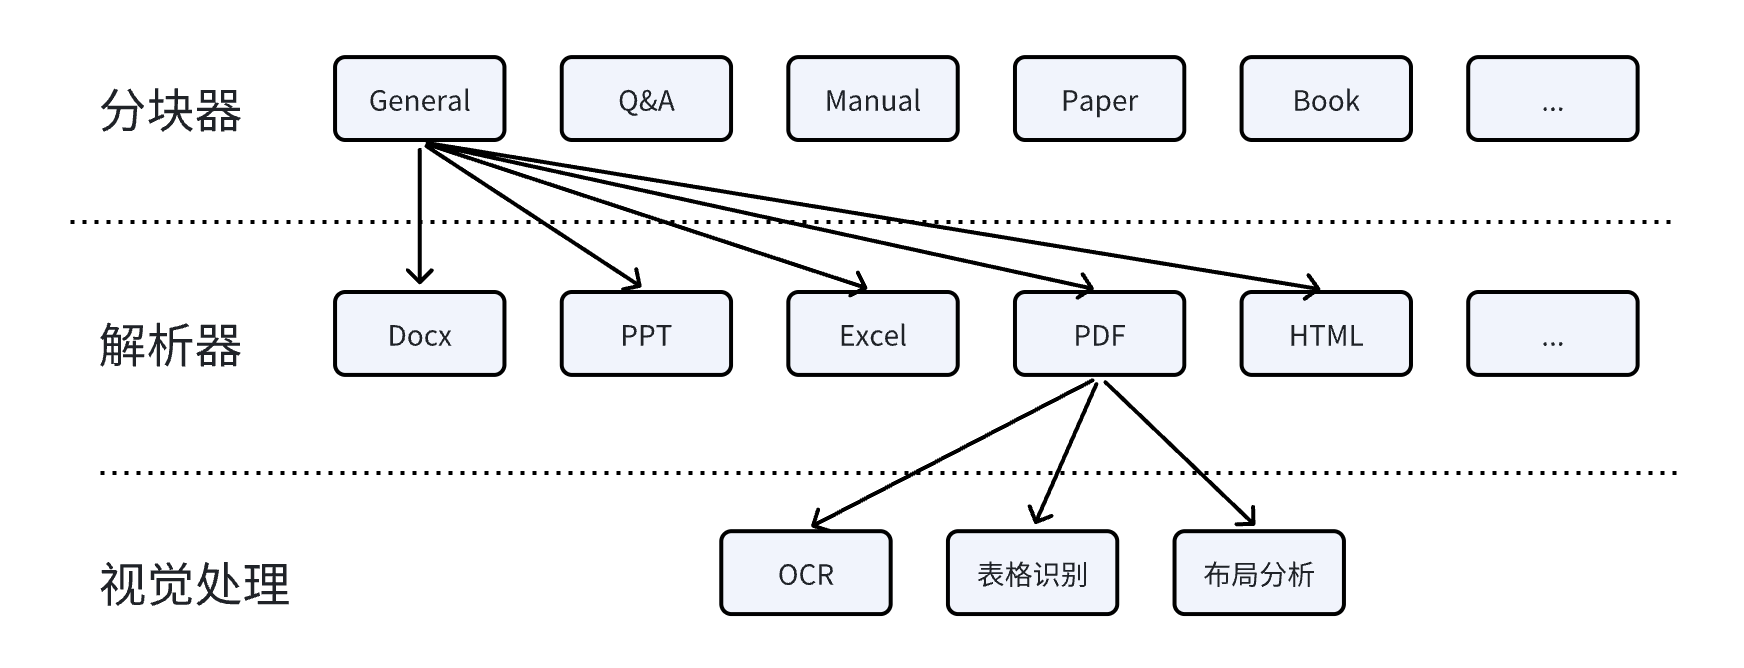 分块器
General
Q&A
Manual
Paper
Book
...
解析器
Docx
PPT
Excel
PDF
HTML
...
视觉处理
OCR
表格识别
布局分析